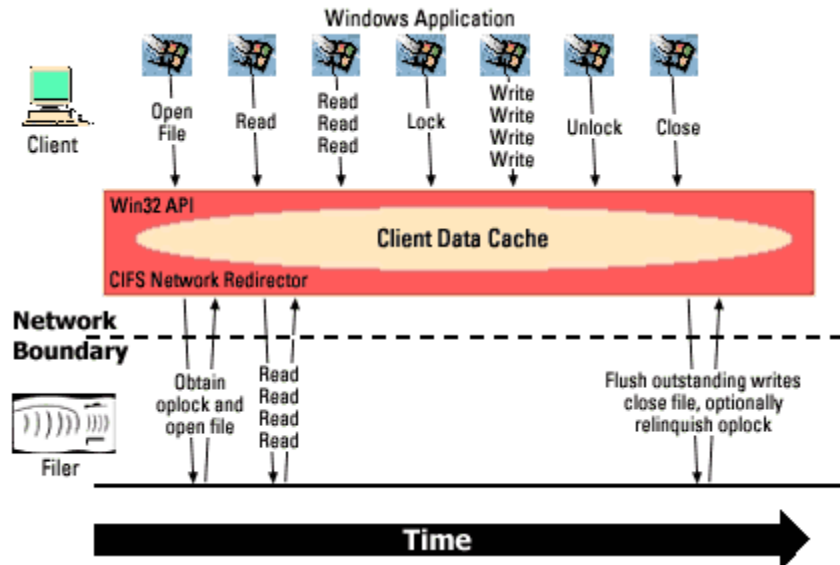 Windows Application
Client
Open
File
Read
Read
Read
Read
Lock
Write
Write
Write
Write
Unlock
Close
Win32 API
Client Data Cache
CIFS Network Redirector
Network
Boundary
Obtain
oplock and
open file
Read
Read
Read
Read
Flush outstanding writes
close file, optionally
relinquish oplock
Filer
Time